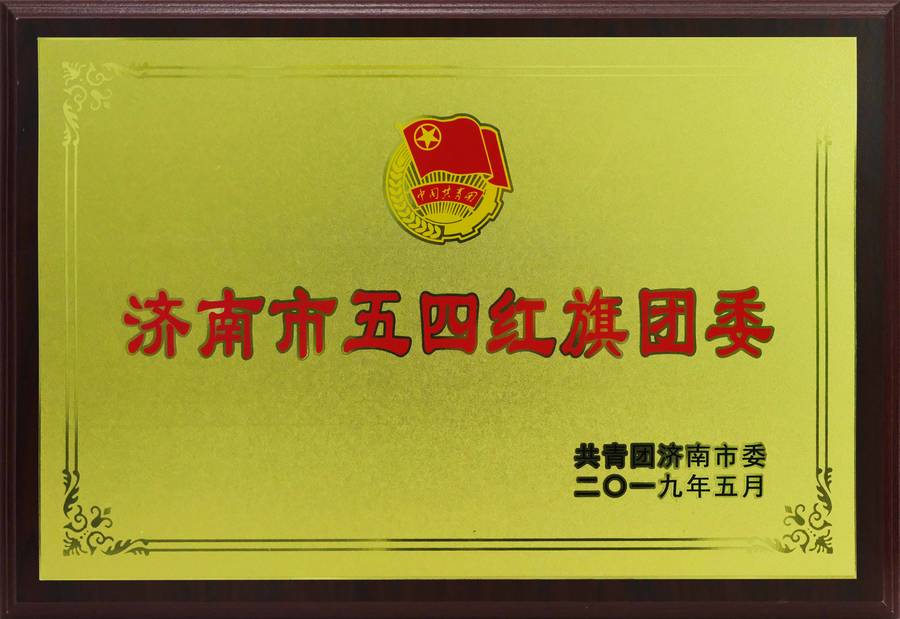 中国共青团
济南市五四红旗团委
共青团济南市委
二〇一九年五月